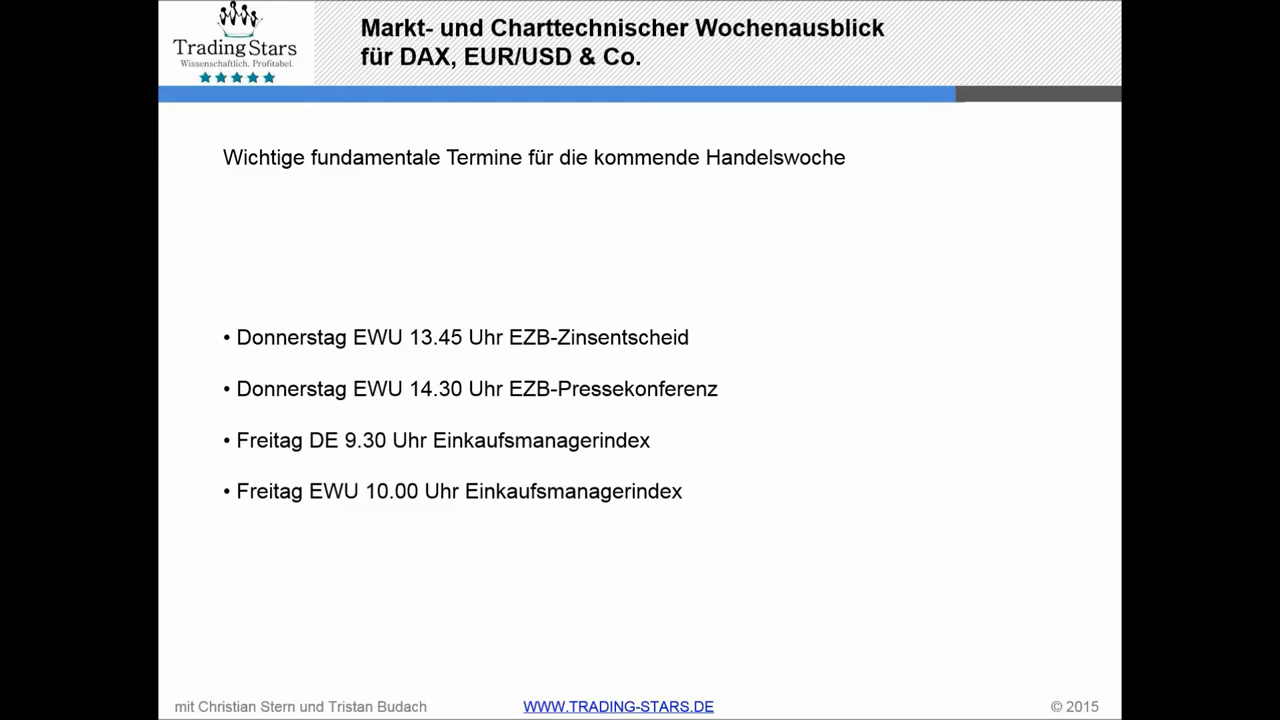 Trading Stars
Wissenschaftlich. Profitabel.
Markt- und Charttechnischer Wochenausblick
für DAX, EUR/USD & Co.
Wichtige fundamentale Termine für die kommende Handelswoche
• Donnerstag EWU 13.45 Uhr EZB-Zinsentscheid
• Donnerstag EWU 14.30 Uhr EZB-Pressekonferenz
• Freitag DE 9.30 Uhr Einkaufsmanagerindex
• Freitag EWU 10.00 Uhr Einkaufsmanagerindex
mit Christian Stern und Tristan Budach
WWW.TRADING-STARS.DE
© 2015